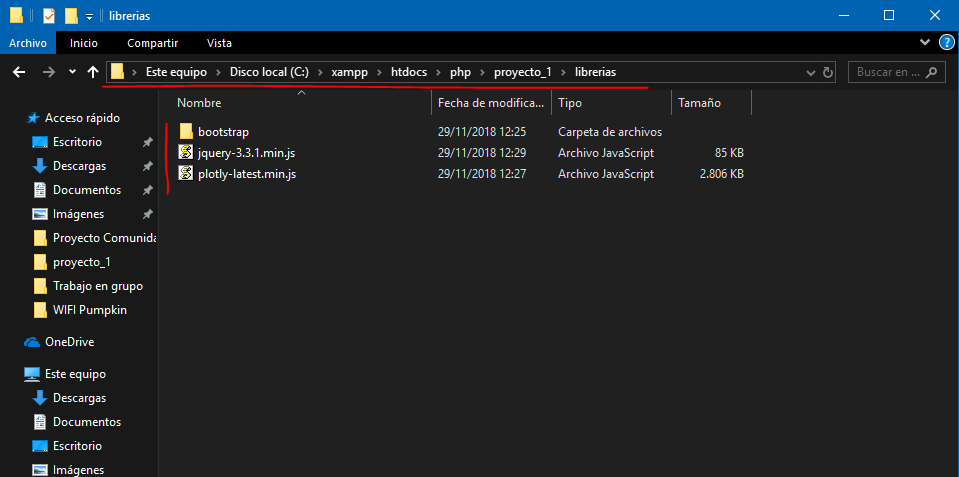 librerias
Archivo Inicio Compartir Vista
Este equipo > Disco local (C:) > xampp > htdocs > php > proyecto_1 > librerias
Buscar en ...
Nombre Fecha de modifica... Tipo Tamaño
bootstrap 29/11/2018 12:25 Carpeta de archivos
jquery-3.3.1.min.js 29/11/2018 12:29 Archivo JavaScript 85 KB
plotly-latest.min.js 29/11/2018 12:27 Archivo JavaScript 2.806 KB
Acceso rápido
Escritorio
Descargas
Documentos
Imágenes
Proyecto Comunida
proyecto_1
Trabajo en grupo
WIFI Pumpkin
OneDrive
Este equipo
Descargas
Documentos
Escritorio
Imágenes